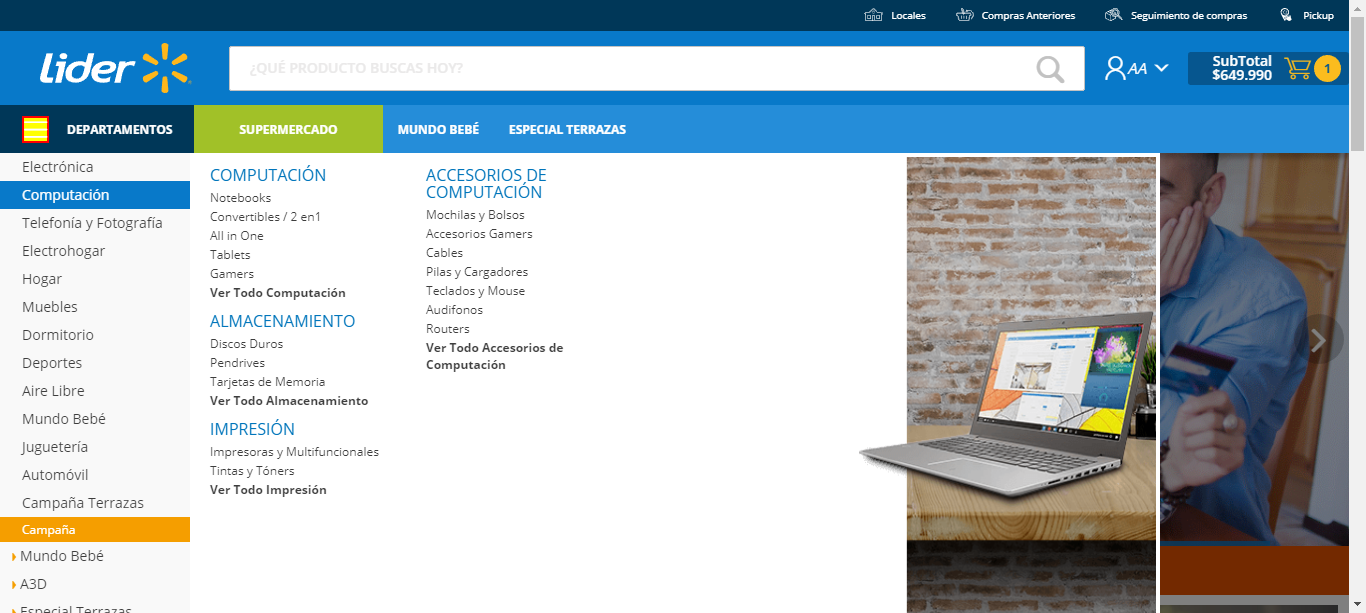 Locales
Compras Anteriores
Seguimiento de compras
Pickup
Lider
¿QUÉ PRODUCTO BUSCAS HOY?
AA
SubTotal
$649.990
1
DEPARTAMENTOS
SUPERMERCADO
MUNDO BEBÉ
ESPECIAL TERRAZAS
Electrónica
Computación
Telefonía y Fotografía
Electrohogar
Hogar
Muebles
Dormitorio
Deportes
Aire Libre
Mundo Bebé
Juguetería
Automóvil
Campaña Terrazas
Campaña
Mundo Bebé
A3D
Especial Terrazas
COMPUTACIÓN
Notebooks
Convertibles / 2 en1
All in One
Tablets
Gamers
Ver Todo Computación
ALMACENAMIENTO
Discos Duros
Pendrives
Tarjetas de Memoria
Ver Todo Almacenamiento
IMPRESIÓN
Impresoras y Multifuncionales
Tintas y Tóners
Ver Todo Impresión
ACCESORIOS DE
COMPUTACIÓN
Mochilas y Bolsos
Accesorios Gamers
Cables
Pilas y Cargadores
Teclados y Mouse
Audifonos
Routers
Ver Todo Accesorios de
Computación